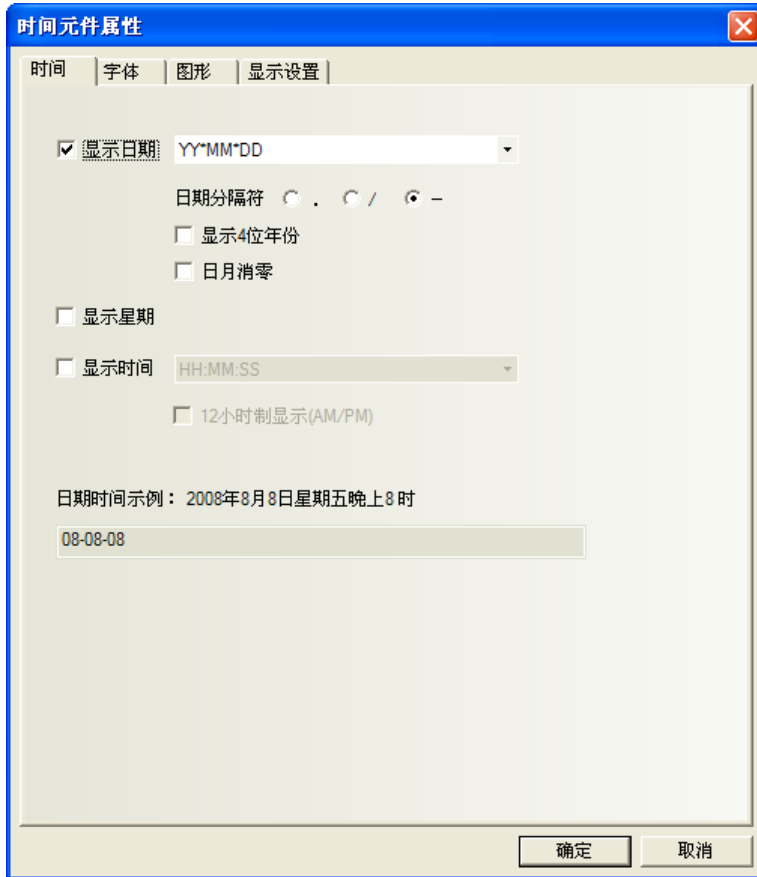 时间元件属性
时间 字体 图形 显示设置
显示日期 YY*MM*DD
日期分隔符 . / –
显示4位年份
日月消零
显示星期
显示时间 HH:MM:SS
12小时制显示(AM/PM)
日期时间示例：2008年8月8日星期五晚上8时
08-08-08
确定 取消